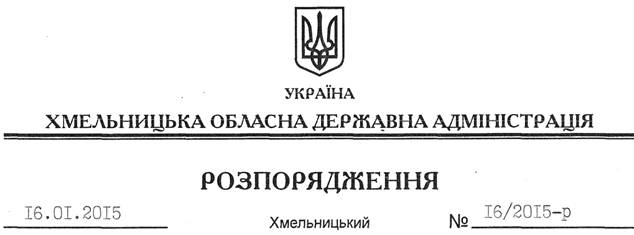 УКРАЇНА
ХМЕЛЬНИЦЬКА ОБЛАСНА ДЕРЖАВНА АДМІНІСТРАЦІЯ
РОЗПОРЯДЖЕННЯ
16.01.2015 Хмельницький № 16/2015-р